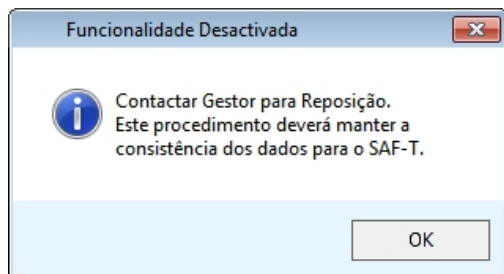 Funcionalidade Desactivada
Contactar Gestor para Reposição.
Este procedimento deverá manter a
consistência dos dados para o SAF-T.
OK